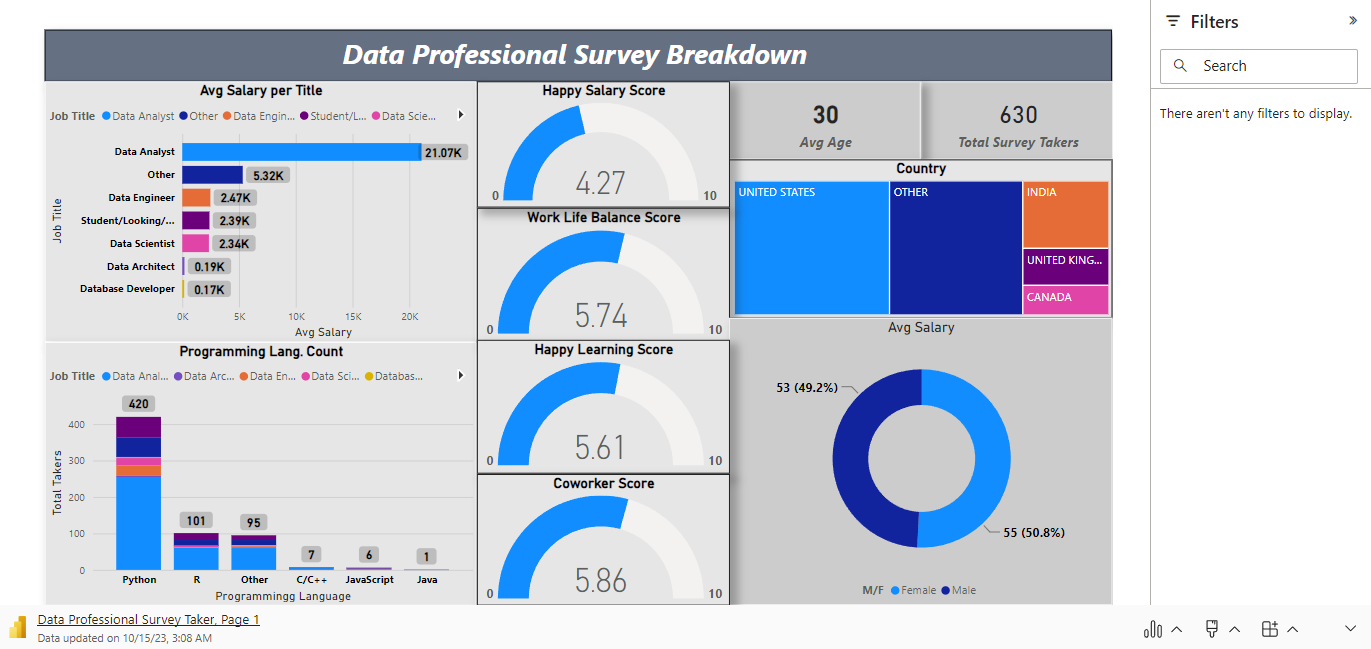 Data Professional Survey Breakdown
Filters
Search
There aren't any filters to display.
Avg Salary per Title
Job Title Data Analyst Other Data Engin... Student/L... Data Scie...
Job Title
Data Analyst 21.07K
Other 5.32K
Data Engineer 2.47K
Student/Looking/... 2.39K
Data Scientist 2.34K
Data Architect 0.19K
Database Developer 0.17K
0K 5K 10K 15K 20K
Avg Salary
Programming Lang. Count
Job Title Data Anal... Data Arc... Data En... Data Sci... Databas...
Total Takers
400
300
200
100
0
420
101
95
7
6
1
Python R Other C/C++ JavaScript Java
Programmingg Language
Happy Salary Score
4.27
0 10
Work Life Balance Score
5.74
0 10
Happy Learning Score
5.61
0 10
Coworker Score
5.86
0 10
30
Avg Age
630
Total Survey Takers
Country
UNITED STATES
OTHER
INDIA
UNITED KING...
CANADA
Avg Salary
53 (49.2%)
55 (50.8%)
M/F Female Male
Data Professional Survey Taker, Page 1
Data updated on 10/15/23, 3:08 AM